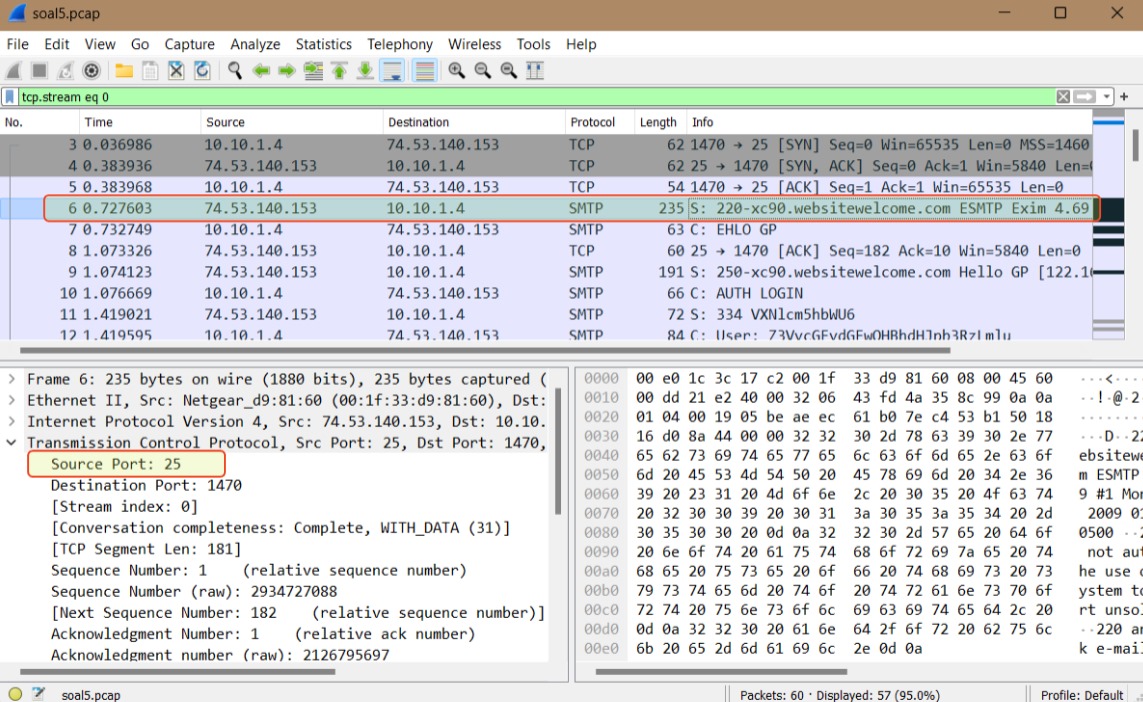 soal5.pcap
File Edit View Go Capture Analyze Statistics Telephony Wireless Tools Help
tcp.stream eq 0
No. Time Source Destination Protocol Length Info
3 0.036986 10.10.1.4 74.53.140.153 TCP 62 1470 → 25 [SYN] Seq=0 Win=65535 Len=0 MSS=1460
4 0.383936 74.53.140.153 10.10.1.4 TCP 62 25 → 1470 [SYN, ACK] Seq=0 Ack=1 Win=5840 Len=
5 0.383968 10.10.1.4 74.53.140.153 TCP 54 1470 → 25 [ACK] Seq=1 Ack=1 Win=65535 Len=0
6 0.727603 74.53.140.153 10.10.1.4 SMTP 235 S: 220-xc90.websitewelcome.com ESMTP Exim 4.69
7 0.732749 10.10.1.4 74.53.140.153 SMTP 63 C: EHLO GP
8 1.073326 74.53.140.153 10.10.1.4 TCP 60 25 → 1470 [ACK] Seq=182 Ack=10 Win=5840 Len=0
9 1.074123 74.53.140.153 10.10.1.4 SMTP 191 S: 250-xc90.websitewelcome.com Hello GP [122.1
10 1.076669 10.10.1.4 74.53.140.153 SMTP 66 C: AUTH LOGIN
11 1.419021 74.53.140.153 10.10.1.4 SMTP 72 S: 334 VXNlcm5hbWU6
12 1.419595 10.10.1.4 74.53.140.153 SMTP 84 C: User:
Frame 6: 235 bytes on wire (1880 bits), 235 bytes captured (
Ethernet II, Src: Netgear_d9:81:60 (00:1f:33:d9:81:60), Dst:
Internet Protocol Version 4, Src: 74.53.140.153, Dst: 10.10.
Transmission Control Protocol, Src Port: 25, Dst Port: 1470,
Source Port: 25
Destination Port: 1470
[Stream index: 0]
[Conversation completeness: Complete, WITH_DATA (31)]
[TCP Segment Len: 181]
Sequence Number: 1 (relative sequence number)
Sequence Number (raw): 2934727088
[Next Sequence Number: 182 (relative sequence number)]
Acknowledgment Number: 1 (relative ack number)
Acknowledgment number (raw): 2126795697
0000 00 e0 1c 3c 17 c2 00 1f 33 d9 81 60 08 00 45 60 ···<····
0010 00 dd 21 e2 40 00 32 06 43 fd 4a 35 8c 99 0a 0a ··!·@·2·
0020 01 04 00 19 05 be ae ec 61 b0 7e c4 53 b1 50 18 ········
0030 16 d0 8a 44 00 00 32 32 30 2d 78 63 39 30 2e 77 ···D··22
0040 65 62 73 69 74 65 77 65 6c 63 6f 6d 65 2e 63 6f ebsitewe
0050 6d 20 45 53 4d 54 50 20 45 78 69 6d 20 34 2e 36 m ESMTP
0060 39 20 23 31 20 4d 6f 6e 2c 20 30 35 20 4f 63 74 9 #1 Mon
0070 20 32 30 30 39 20 30 31 3a 30 35 3a 35 34 20 2d 2009 01
0080 30 35 30 30 20 0d 0a 32 32 30 2d 57 65 20 64 6f 0500 ··2
0090 20 6e 6f 74 20 61 75 74 68 6f 72 69 7a 65 20 74 not aut
00a0 68 65 20 75 73 65 20 6f 66 20 74 68 69 73 20 73 he use o
00b0 79 73 74 65 6d 20 74 6f 20 74 72 61 6e 73 70 6f ystem to
00c0 72 74 20 75 6e 73 6f 6c 69 63 69 74 65 64 2c 20 rt unsol
00d0 0d 0a 32 32 30 20 61 6e 64 2f 6f 72 20 62 75 6c ··220 an
00e0 6b 20 65 2d 6d 61 69 6c 2e 0d 0a k e-mail
soal5.pcap Packets: 60 · Displayed: 57 (95.0%) Profile: Default